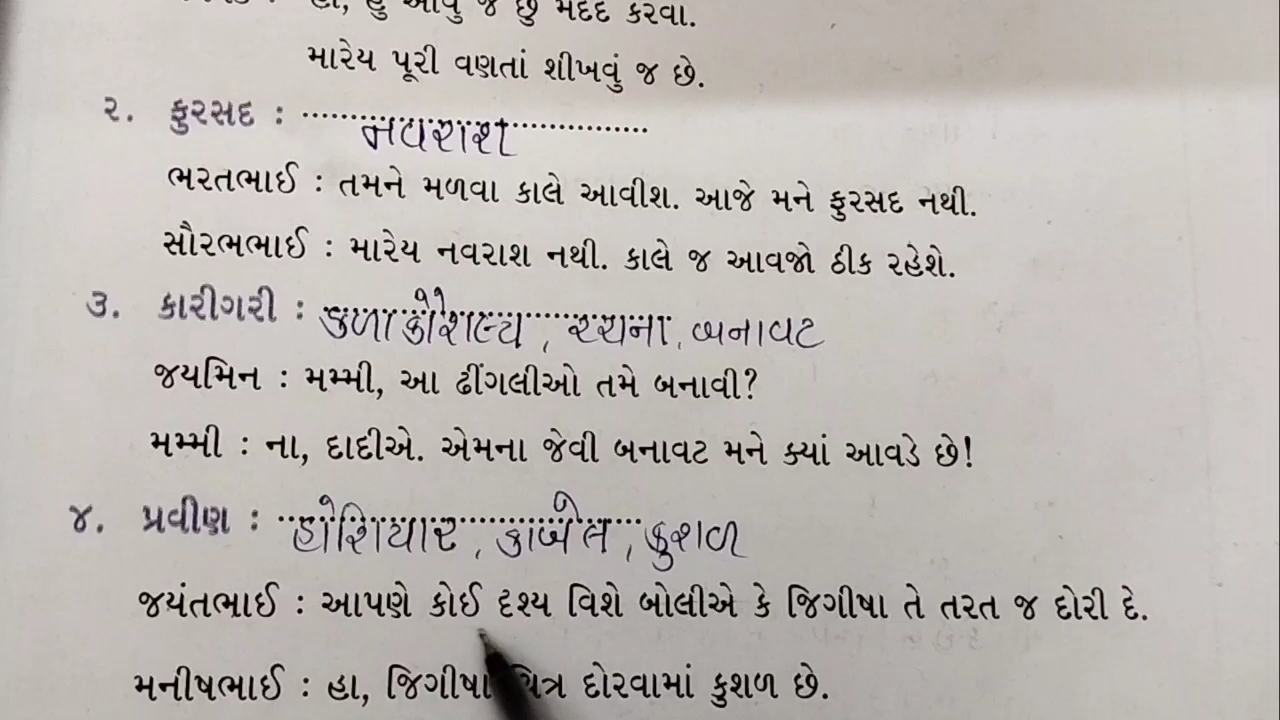 હા, હું આવું જ છું મદદ કરવા.
મારેય પૂરી વણતાં શીખવું જ છે.
૨. ફુરસદ : નવરાશ
ભરતભાઈ : તમને મળવા કાલે આવીશ. આજે મને ફુરસદ નથી.
સૌરભભાઈ : મારેય નવરાશ નથી. કાલે જ આવજો ઠીક રહેશે.
૩. કારીગરી : કળાકૌશલ્ય, રચના, બનાવટ
જયમિન : મમ્મી, આ ઢીંગલીઓ તમે બનાવી?
મમ્મી : ના, દાદીએ. એમના જેવી બનાવટ મને ક્યાં આવડે છે!
૪. પ્રવીણ : હોશિયાર, કાબેલ, કુશળ
જયંતભાઈ : આપણે કોઈ દૃશ્ય વિશે બોલીએ કે જિગીષા તે તરત જ દોરી દે.
મનીષભાઈ : હા, જિગીષા ચિત્ર દોરવામાં કુશળ છે.